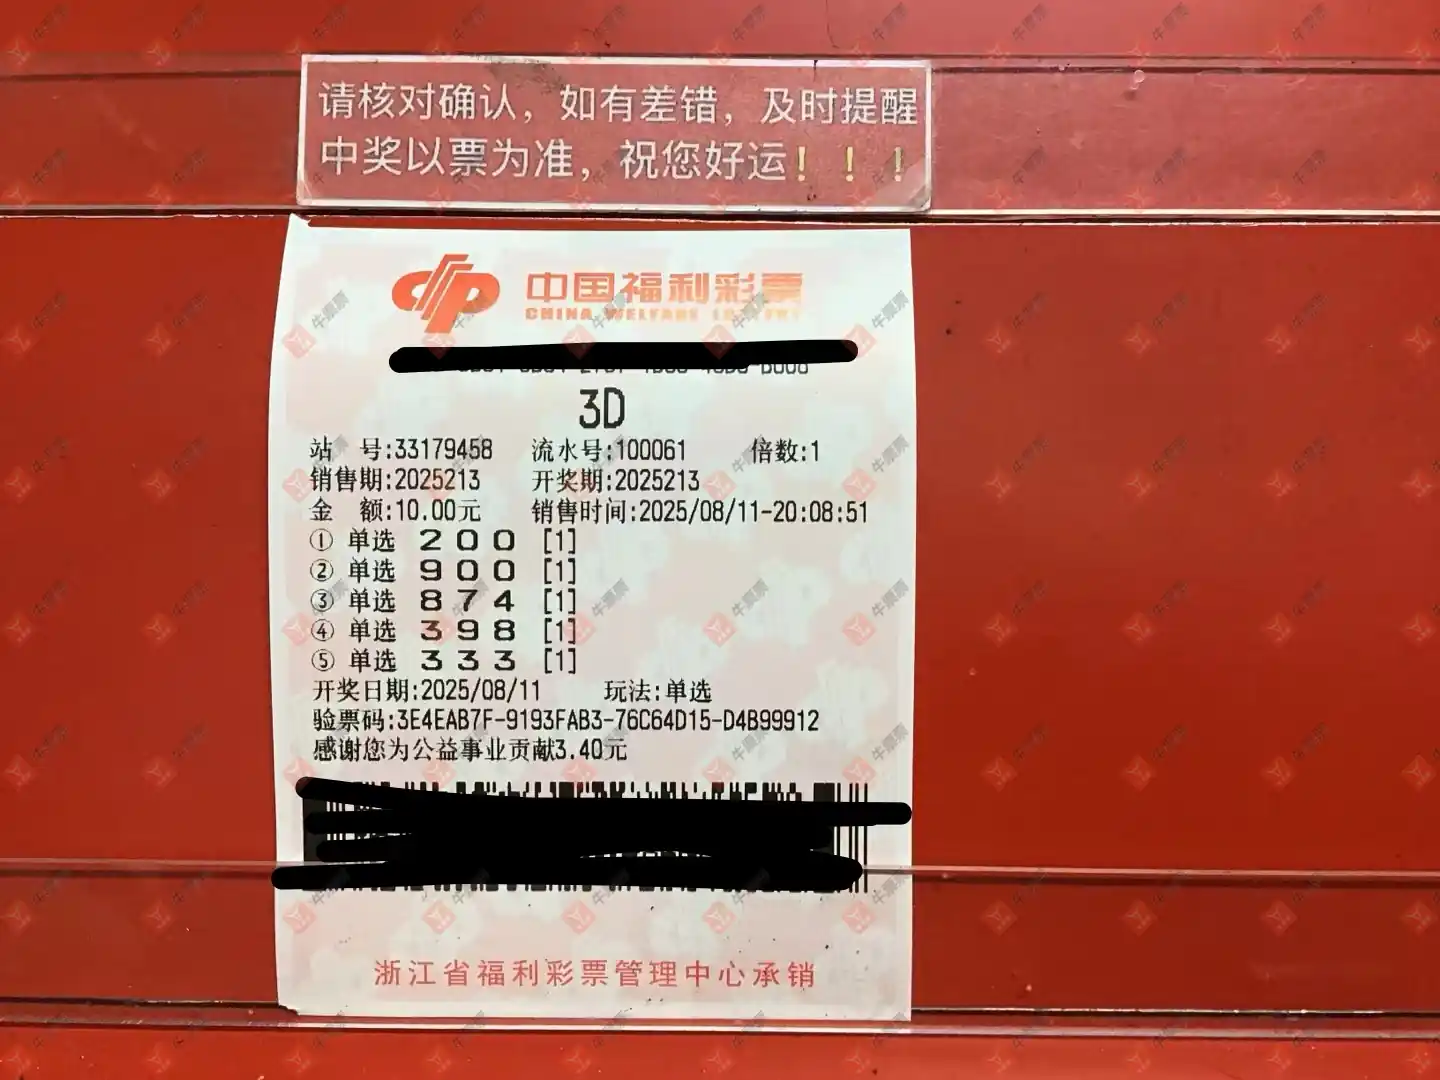 请核对确认，如有差错，及时提醒
中奖以票为准，祝您好运！！！
中国福利彩票
CHINA WELFARE LOTTERY
3D
站 号:33179458 流水号:100061 倍数:1
销售期:2025213 开奖期:2025213
金 额:10.00元 销售时间:2025/08/11-20:08:51
① 单选 2 0 0 [1]
② 单选 9 0 0 [1]
③ 单选 8 7 4 [1]
④ 单选 3 9 8 [1]
⑤ 单选 3 3 3 [1]
开奖日期:2025/08/11 玩法:单选
验票码:3E4EAB7F-9193FAB3-76C64D15-D4B99912
感谢您为公益事业贡献3.40元
浙江省福利彩票管理中心承销
牛票票